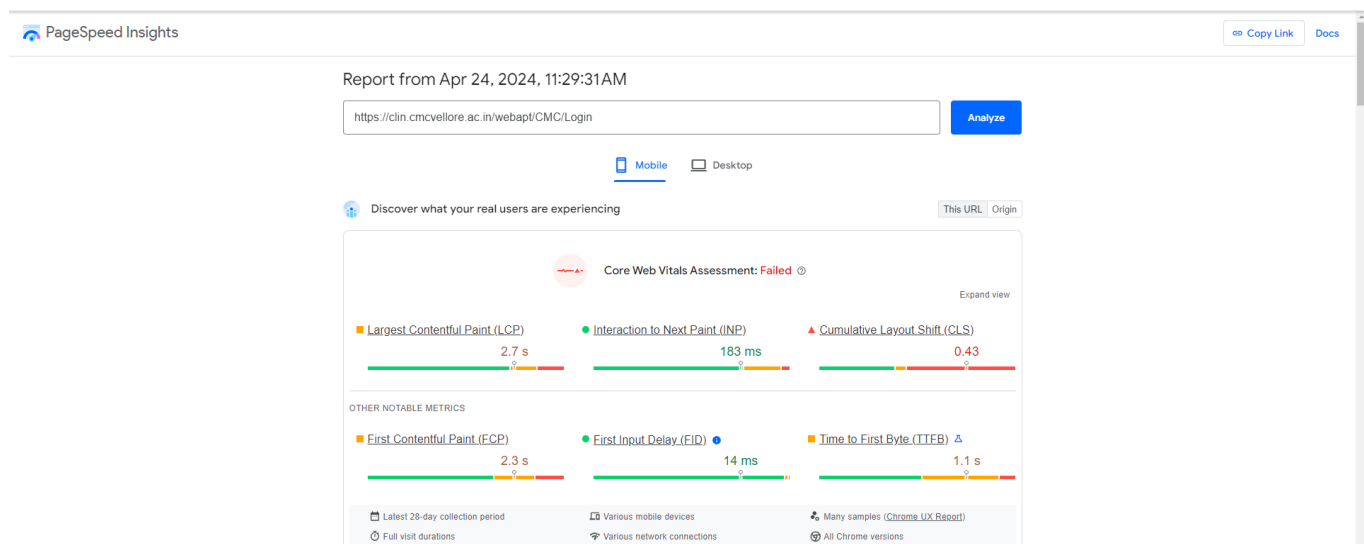 PageSpeed Insights
Copy Link
Docs
Report from Apr 24, 2024, 11:29:31 AM
https://clin.cmcvellore.ac.in/webapt/CMC/Login
Analyze
Mobile
Desktop
Discover what your real users are experiencing
This URL
Origin
Core Web Vitals Assessment: Failed
Expand view
Largest Contentful Paint (LCP)
2.7 s
Interaction to Next Paint (INP)
183 ms
Cumulative Layout Shift (CLS)
0.43
OTHER NOTABLE METRICS
First Contentful Paint (FCP)
2.3 s
First Input Delay (FID)
14 ms
Time to First Byte (TTFB)
1.1 s
Latest 28-day collection period
Various mobile devices
Many samples (Chrome UX Report)
Full visit durations
Various network connections
All Chrome versions